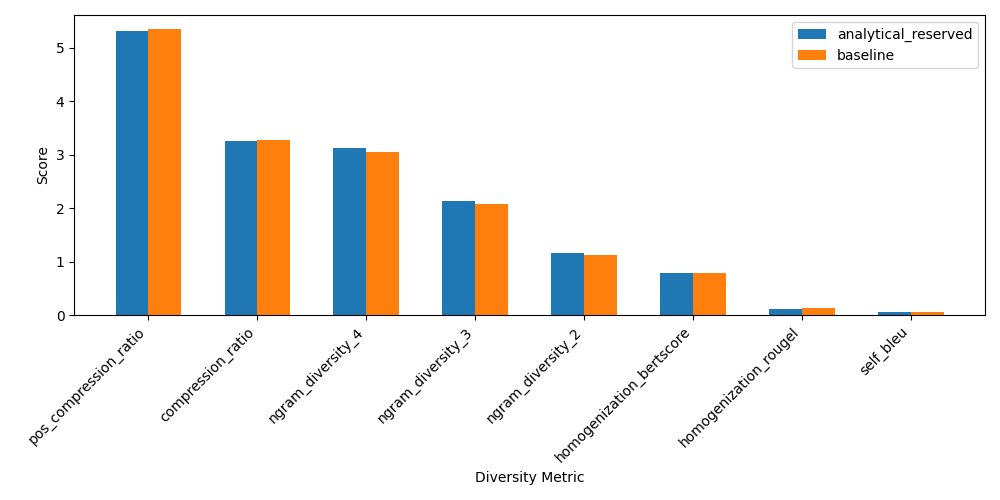 analytical_reserved
baseline
Score
5
4
3
2
1
0
pos_compression_ratio
compression_ratio
ngram_diversity_4
ngram_diversity_3
ngram_diversity_2
homogenization_bertscore
homogenization_rougel
self_bleu
Diversity Metric